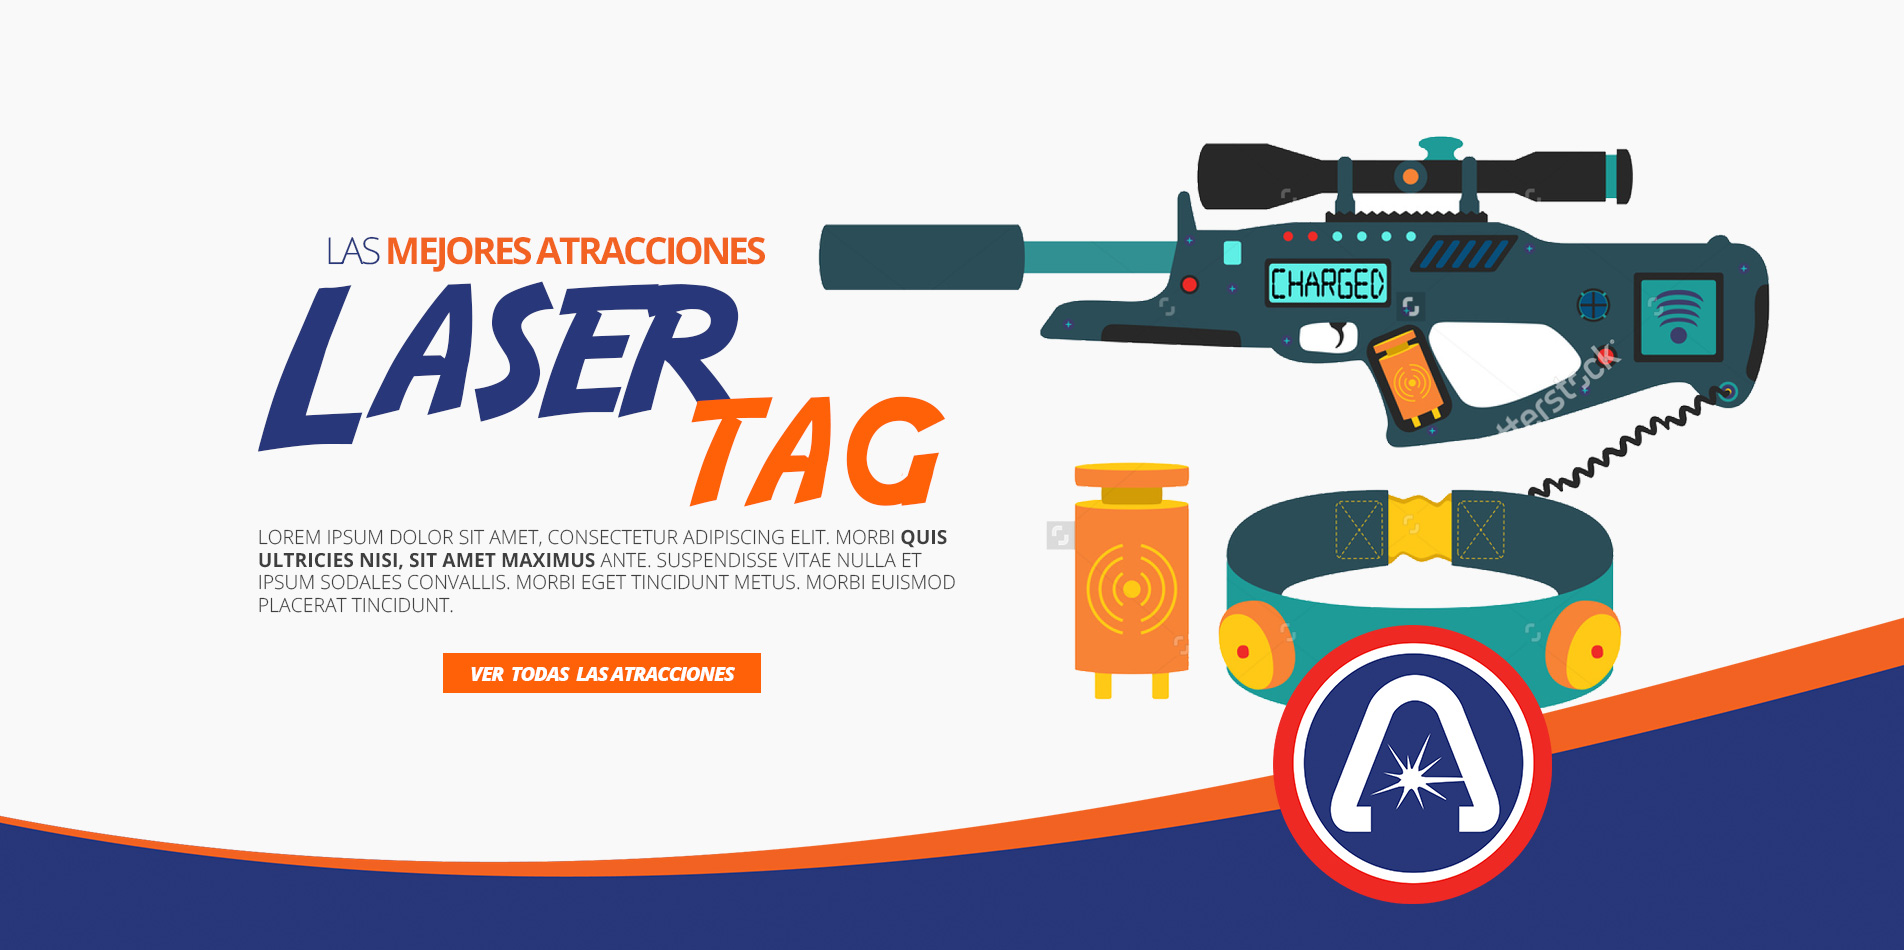 LAS MEJORES ATRACCIONES
LASER
TAG
CHARGED
LOREM IPSUM DOLOR SIT AMET, CONSECTETUR ADIPISCING ELIT. MORBI QUIS
ULTRICIES NISI, SIT AMET MAXIMUS ANTE. SUSPENDISSE VITAE NULLA ET
IPSUM SODALES CONVALLIS. MORBI EGET TINCIDUNT METUS. MORBI EUISMOD
PLACERAT TINCIDUNT.
VER TODAS LAS ATRACCIONES
A